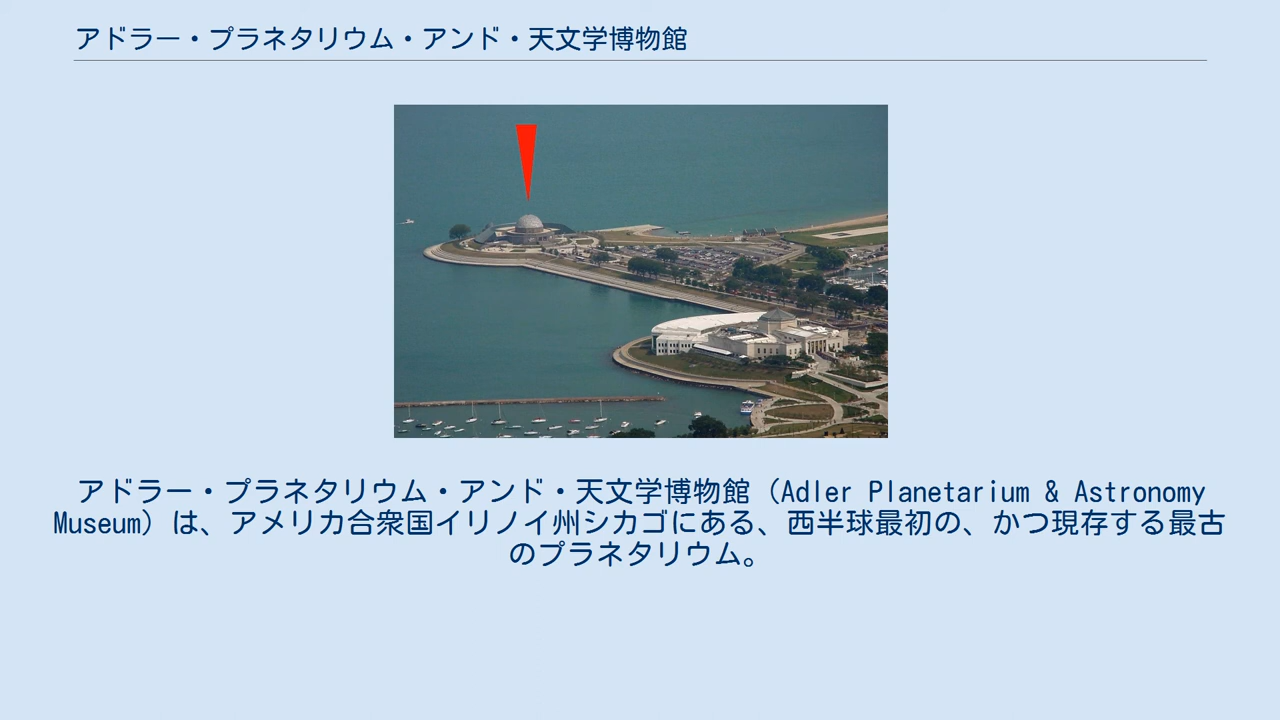 アドラー・プラネタリウム・アンド・天文学博物館
アドラー・プラネタリウム・アンド・天文学博物館（Adler Planetarium & Astronomy
Museum）は、アメリカ合衆国イリノイ州シカゴにある、西半球最初の、かつ現存する最古
のプラネタリウム。